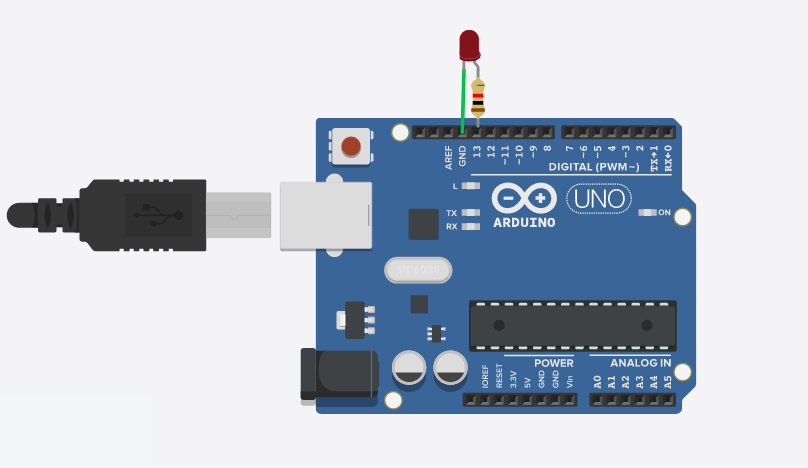 AREF
GND
13
12
~11
~10
~9
8
7
~6
~5
4
~3
2
TX→1
RX←0
DIGITAL (PWM~)
L
TX
RX
UNO
ARDUINO
ON
POWER
ANALOG IN
IOREF
RESET
3.3V
5V
GND
GND
Vin
A0
A1
A2
A3
A4
A5